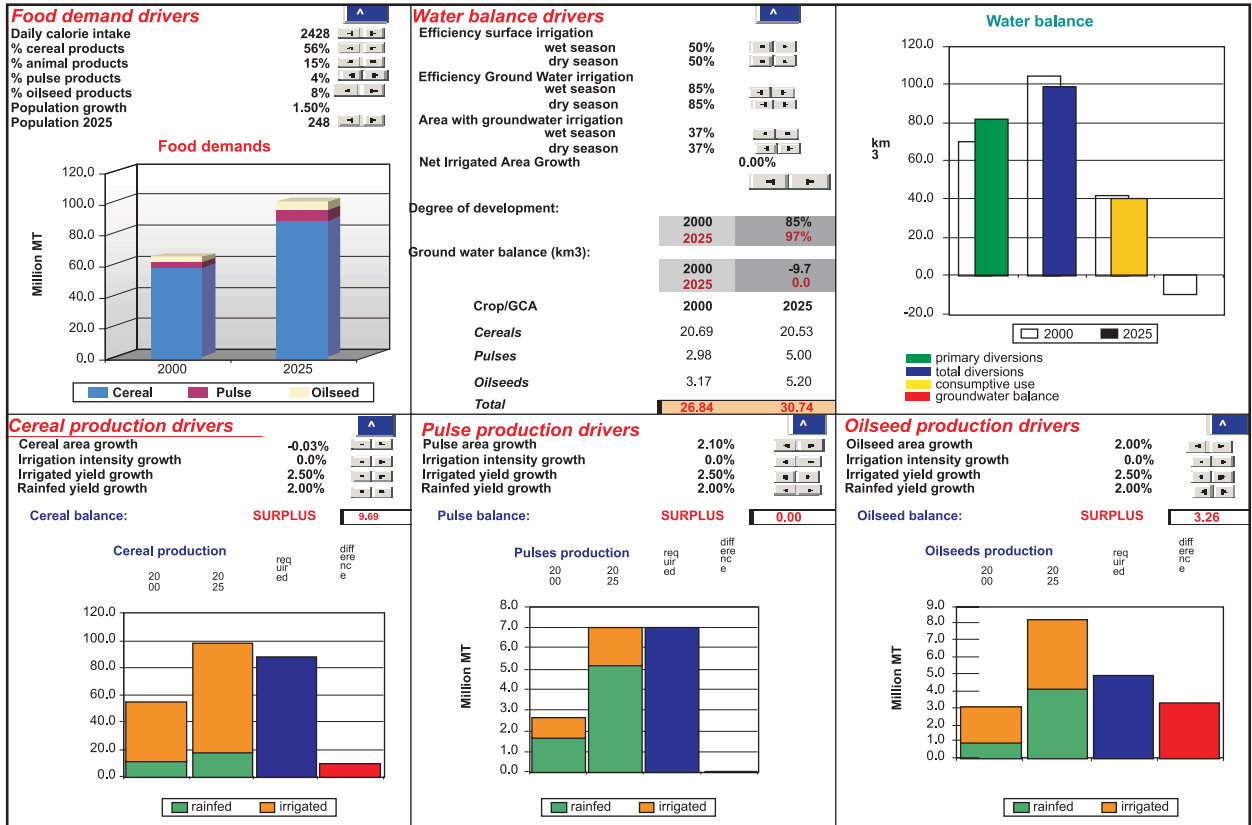 Food demand drivers
^
Daily calorie intake 2428
% cereal products 56%
% animal products 15%
% pulse products 4%
% oilseed products 8%
Population growth 1.50%
Population 2025 248
Food demands
Million MT
120.0
100.0
80.0
60.0
40.0
20.0
0.0
2000 2025
Cereal Pulse Oilseed
Water balance drivers
^
Efficiency surface irrigation
wet season 50%
dry season 50%
Efficiency Ground Water irrigation
wet season 85%
dry season 85%
Area with groundwater irrigation
wet season 37%
dry season 37%
Net Irrigated Area Growth 0.00%
Degree of development:
2000 85%
2025 97%
Ground water balance (km3):
2000 -9.7
2025 0.0
Crop/GCA 2000 2025
Cereals 20.69 20.53
Pulses 2.98 5.00
Oilseeds 3.17 5.20
Total 26.84 30.74
Water balance
km
3
120.0
100.0
80.0
60.0
40.0
20.0
0.0
-20.0
2000 2025
primary diversions
total diversions
consumptive use
groundwater balance
Cereal production drivers
^
Cereal area growth -0.03%
Irrigation intensity growth 0.0%
Irrigated yield growth 2.50%
Rainfed yield growth 2.00%
Cereal balance: SURPLUS 9.69
Cereal production
20
00
20
25
req
uir
ed
diff
ere
nc
e
120.0
100.0
80.0
60.0
40.0
20.0
0.0
rainfed irrigated
Pulse production drivers
^
Pulse area growth 2.10%
Irrigation intensity growth 0.0%
Irrigated yield growth 2.50%
Rainfed yield growth 2.00%
Pulse balance: SURPLUS 0.00
Pulses production
20
00
20
25
req
uir
ed
diff
ere
nc
e
Million MT
8.0
7.0
6.0
5.0
4.0
3.0
2.0
1.0
0.0
rainfed irrigated
Oilseed production drivers
^
Oilseed area growth 2.00%
Irrigation intensity growth 0.0%
Irrigated yield growth 2.50%
Rainfed yield growth 2.00%
Oilseed balance: SURPLUS 3.26
Oilseeds production
20
00
20
25
req
uir
ed
diff
ere
nc
e
Million MT
9.0
8.0
7.0
6.0
5.0
4.0
3.0
2.0
1.0
0.0
rainfed irrigated